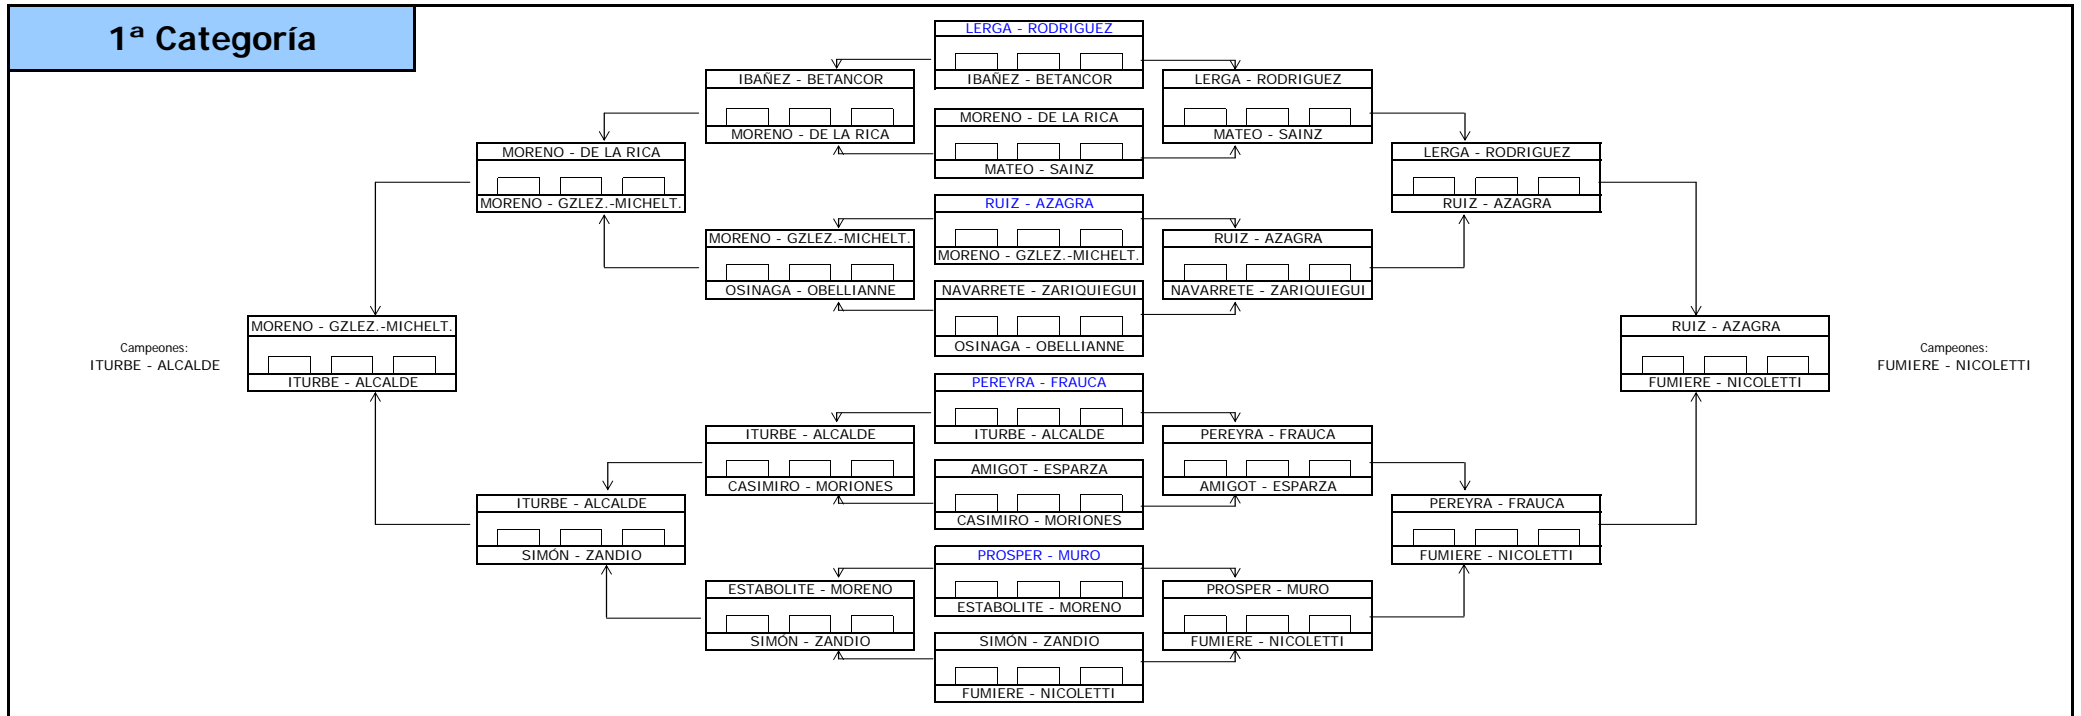 1ª Categoría
LERGA - RODRIGUEZ
IBAÑEZ - BETANCOR
IBAÑEZ - BETANCOR
LERGA - RODRIGUEZ
MORENO - DE LA RICA
MORENO - DE LA RICA
MATEO - SAINZ
MORENO - DE LA RICA
LERGA - RODRIGUEZ
MATEO - SAINZ
MORENO - GZLEZ.-MICHELT.
RUIZ - AZAGRA
RUIZ - AZAGRA
MORENO - GZLEZ.-MICHELT.
RUIZ - AZAGRA
MORENO - GZLEZ.-MICHELT.
OSINAGA - OBELLIANNE
NAVARRETE - ZARIQUIEGUI
NAVARRETE - ZARIQUIEGUI
MORENO - GZLEZ.-MICHELT.
RUIZ - AZAGRA
OSINAGA - OBELLIANNE
Campeones:
Campeones:
ITURBE - ALCALDE
FUMIERE - NICOLETTI
ITURBE - ALCALDE
PEREYRA - FRAUCA
FUMIERE - NICOLETTI
ITURBE - ALCALDE
ITURBE - ALCALDE
PEREYRA - FRAUCA
AMIGOT - ESPARZA
CASIMIRO - MORIONES
AMIGOT - ESPARZA
ITURBE - ALCALDE
PEREYRA - FRAUCA
CASIMIRO - MORIONES
SIMÓN - ZANDIO
PROSPER - MURO
FUMIERE - NICOLETTI
ESTABOLITE - MORENO
PROSPER - MURO
ESTABOLITE - MORENO
SIMÓN - ZANDIO
SIMÓN - ZANDIO
FUMIERE - NICOLETTI
FUMIERE - NICOLETTI